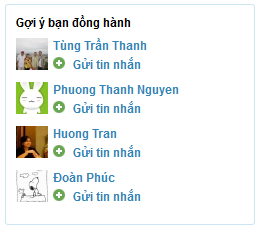 Gợi ý bạn đồng hành
Tùng Trần Thanh
Gửi tin nhắn
Phuong Thanh Nguyen
Gửi tin nhắn
Huong Tran
Gửi tin nhắn
Đoàn Phúc
Gửi tin nhắn